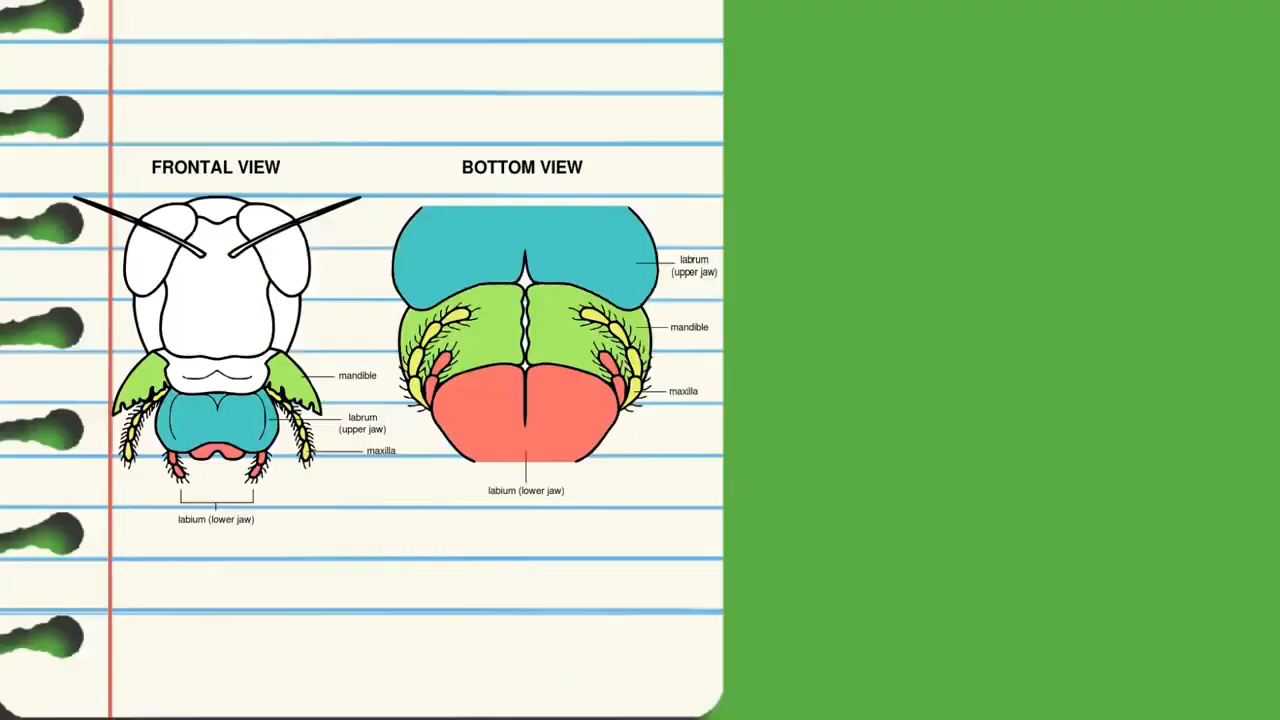 FRONTAL VIEW
mandible
labrum
(upper jaw)
maxilla
labium (lower jaw)
BOTTOM VIEW
labrum
(upper jaw)
mandible
maxilla
labium (lower jaw)